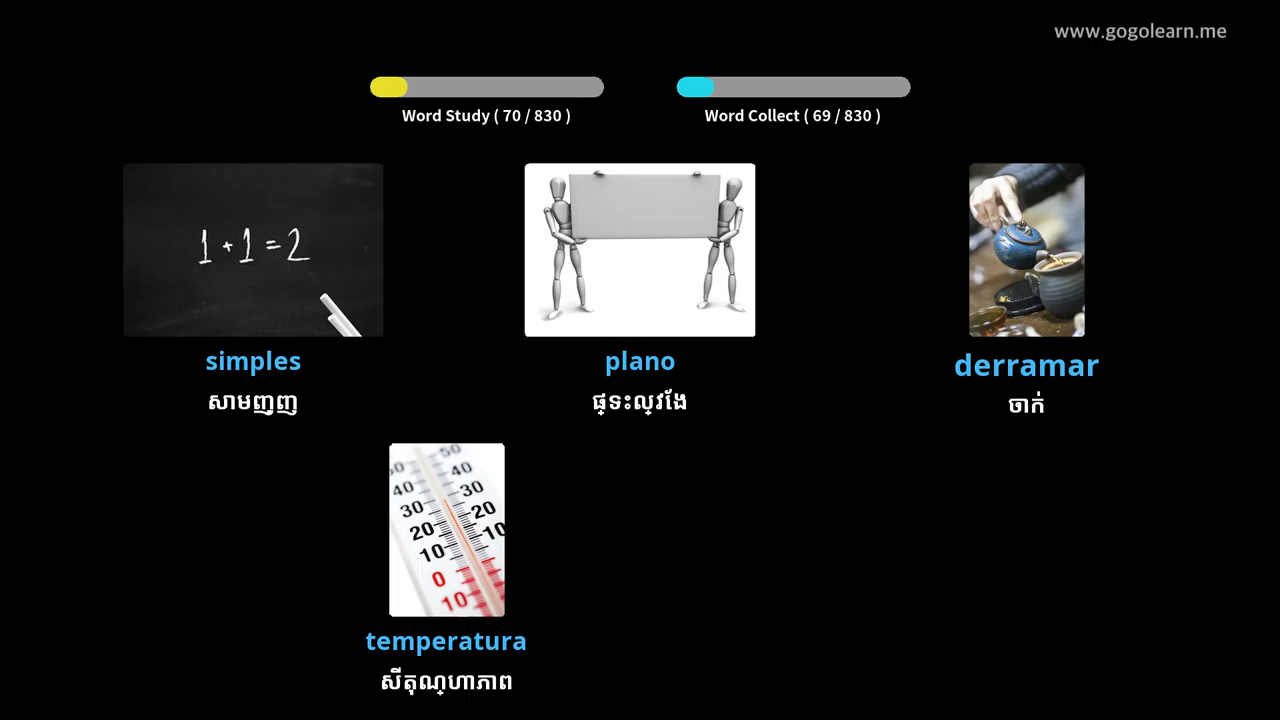 www.gogolearn.me
Word Study ( 70 / 830 )
Word Collect ( 69 / 830 )
1 + 1 = 2
simples
plano
derramar
សាមញ្ញ
ផ្ទះល្វែង
ចាក់
50 50
40 40
30 30
20 20
10 10
0
10
temperatura
សីតុណ្ហាភាព